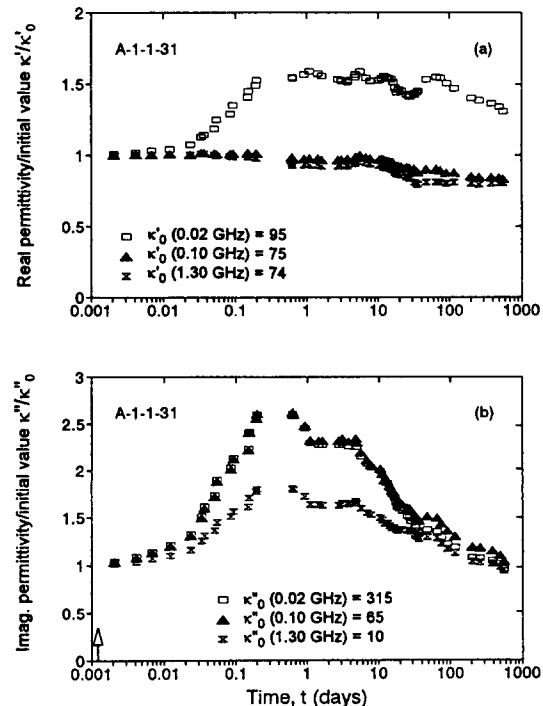 A-1-1-31
(a)
Real permittivity/initial value κ'/κ'₀
2
1.5
1
0.5
0
κ'₀ (0.02 GHz) = 95
κ'₀ (0.10 GHz) = 75
κ'₀ (1.30 GHz) = 74
0.001 0.01 0.1 1 10 100 1000
A-1-1-31
(b)
Imag. permittivity/initial value κ"/κ"₀
3
2.5
2
1.5
1
0.5
0
κ"₀ (0.02 GHz) = 315
κ"₀ (0.10 GHz) = 65
κ"₀ (1.30 GHz) = 10
0.001 0.01 0.1 1 10 100 1000
Time, t (days)